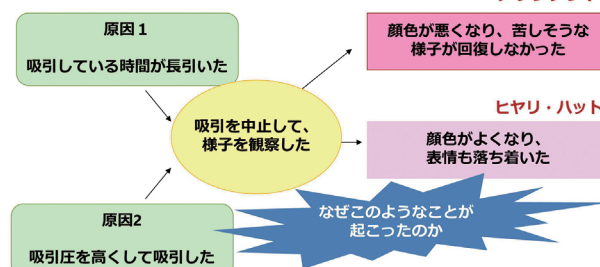 原因１
吸引している時間が長引いた
吸引を中止して、
様子を観察した
顔色が悪くなり、苦しそうな
様子が回復しなかった
ヒヤリ・ハット
顔色がよくなり、
表情も落ち着いた
なぜこのようなことが
起こったのか
原因2
吸引圧を高くして吸引した